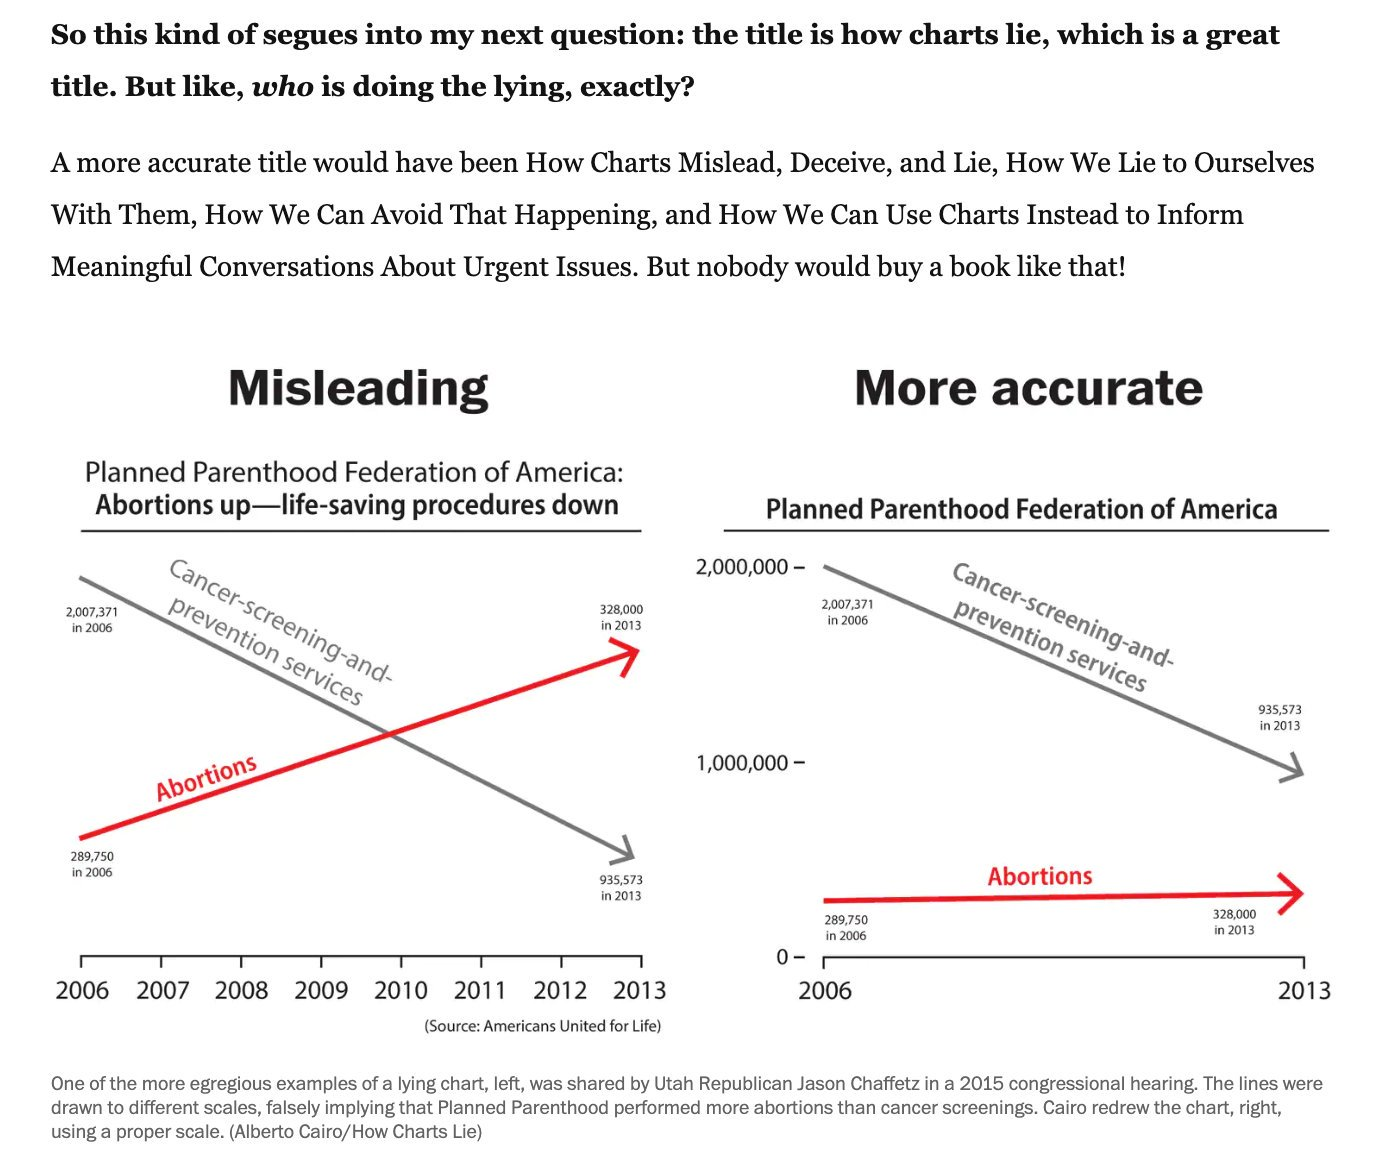 So this kind of segues into my next question: the title is how charts lie, which is a great
title. But like, who is doing the lying, exactly?
A more accurate title would have been How Charts Mislead, Deceive, and Lie, How We Lie to Ourselves
With Them, How We Can Avoid That Happening, and How We Can Use Charts Instead to Inform
Meaningful Conversations About Urgent Issues. But nobody would buy a book like that!
Misleading
Planned Parenthood Federation of America:
Abortions up—life-saving procedures down
Cancer-screening-and-
prevention services
2,007,371
in 2006
328,000
in 2013
Abortions
289,750
in 2006
935,573
in 2013
2006 2007 2008 2009 2010 2011 2012 2013
(Source: Americans United for Life)
More accurate
Planned Parenthood Federation of America
2,000,000
Cancer-screening-and-
prevention services
2,007,371
in 2006
935,573
in 2013
1,000,000
Abortions
289,750
in 2006
328,000
in 2013
0
2006 2013
One of the more egregious examples of a lying chart, left, was shared by Utah Republican Jason Chaffetz in a 2015 congressional hearing. The lines were
drawn to different scales, falsely implying that Planned Parenthood performed more abortions than cancer screenings. Cairo redrew the chart, right,
using a proper scale. (Alberto Cairo/How Charts Lie)